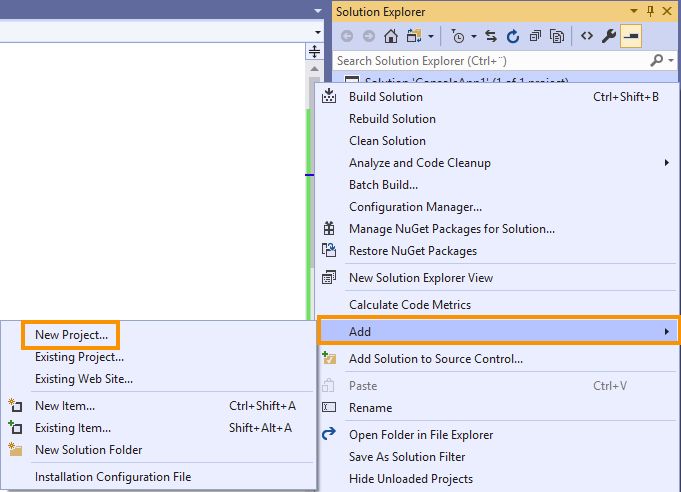 Solution Explorer
Search Solution Explorer (Ctrl+¨)
Solution 'ConsoleApp1' (1 of 1 project)
Build Solution Ctrl+Shift+B
Rebuild Solution
Clean Solution
Analyze and Code Cleanup
Batch Build...
Configuration Manager...
Manage NuGet Packages for Solution...
Restore NuGet Packages
New Solution Explorer View
Calculate Code Metrics
Add
Add Solution to Source Control...
Paste Ctrl+V
Rename
Open Folder in File Explorer
Save As Solution Filter
Hide Unloaded Projects
New Project...
Existing Project...
Existing Web Site...
New Item... Ctrl+Shift+A
Existing Item... Shift+Alt+A
New Solution Folder
Installation Configuration File